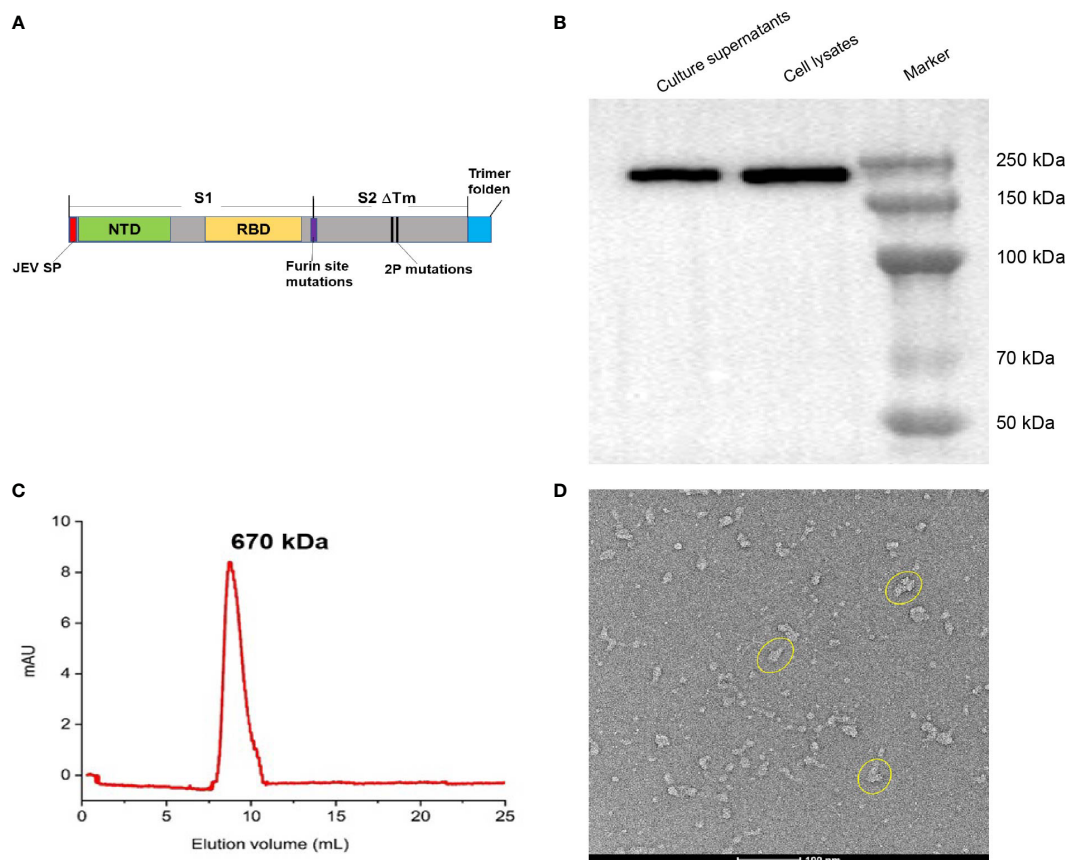 A
S1
S2 ΔTm
Trimer
folden
NTD
RBD
JEV SP
Furin site
mutations
2P mutations
B
Culture supernatants
Cell lysates
Marker
250 kDa
150 kDa
100 kDa
70 kDa
50 kDa
C
670 kDa
10
8
6
4
2
0
mAU
0
5
10
15
20
25
Elution volume (mL)
D
100 nm